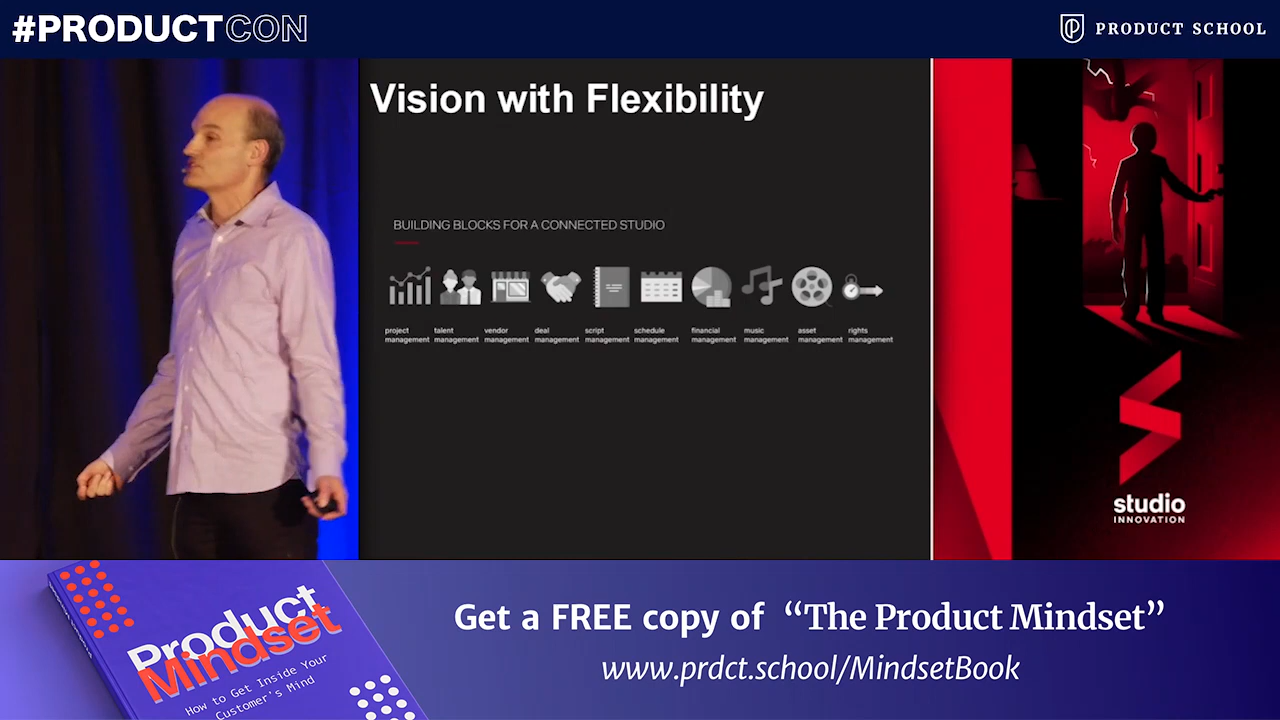 #PRODUCTCON
PRODUCT SCHOOL
Vision with Flexibility
BUILDING BLOCKS FOR A CONNECTED STUDIO
project management
talent management
vendor management
deal management
script management
schedule management
financial management
music management
asset management
rights management
studio
INNOVATION
Product
Mindset
How to Get Inside Your
Customer's Mind
Get a FREE copy of “The Product Mindset”
www.prdct.school/MindsetBook